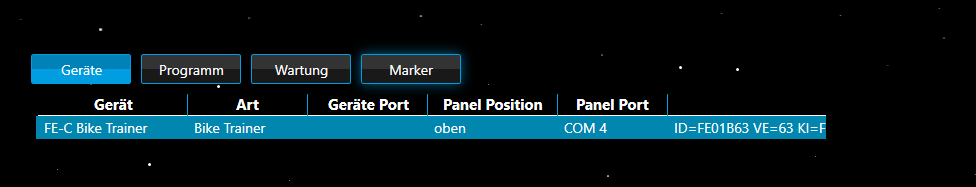 Geräte Programm Wartung Marker
Gerät Art Geräte Port Panel Position Panel Port
FE-C Bike Trainer Bike Trainer oben COM 4 ID=FE01B63 VE=63 KI=F